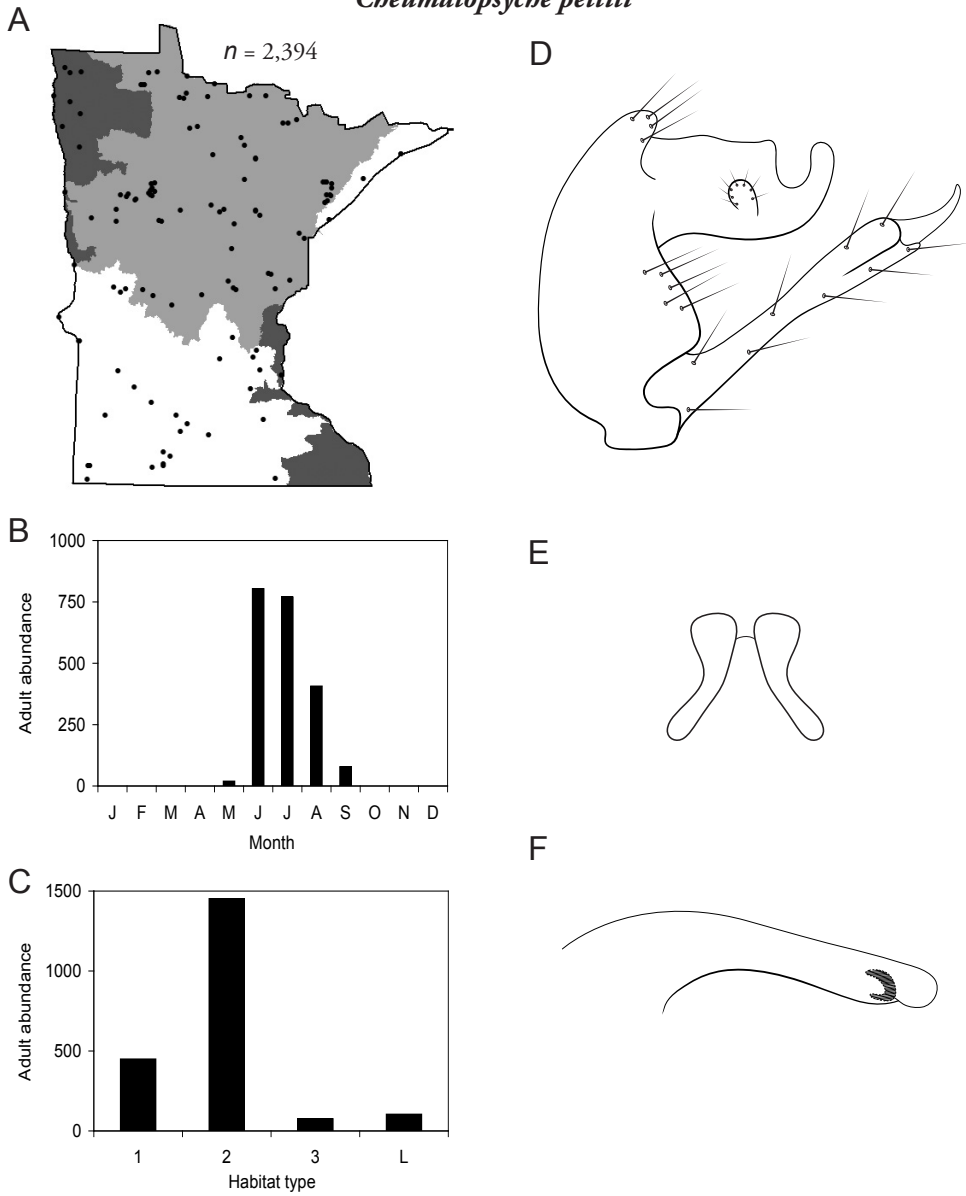 Cheumatopsyche pettiti
A
n = 2,394
D
B
1000
750
500
250
0
Adult abundance
J F M A M J J A S O N D
Month
E
C
1500
1000
500
0
Adult abundance
1 2 3 L
Habitat type
F